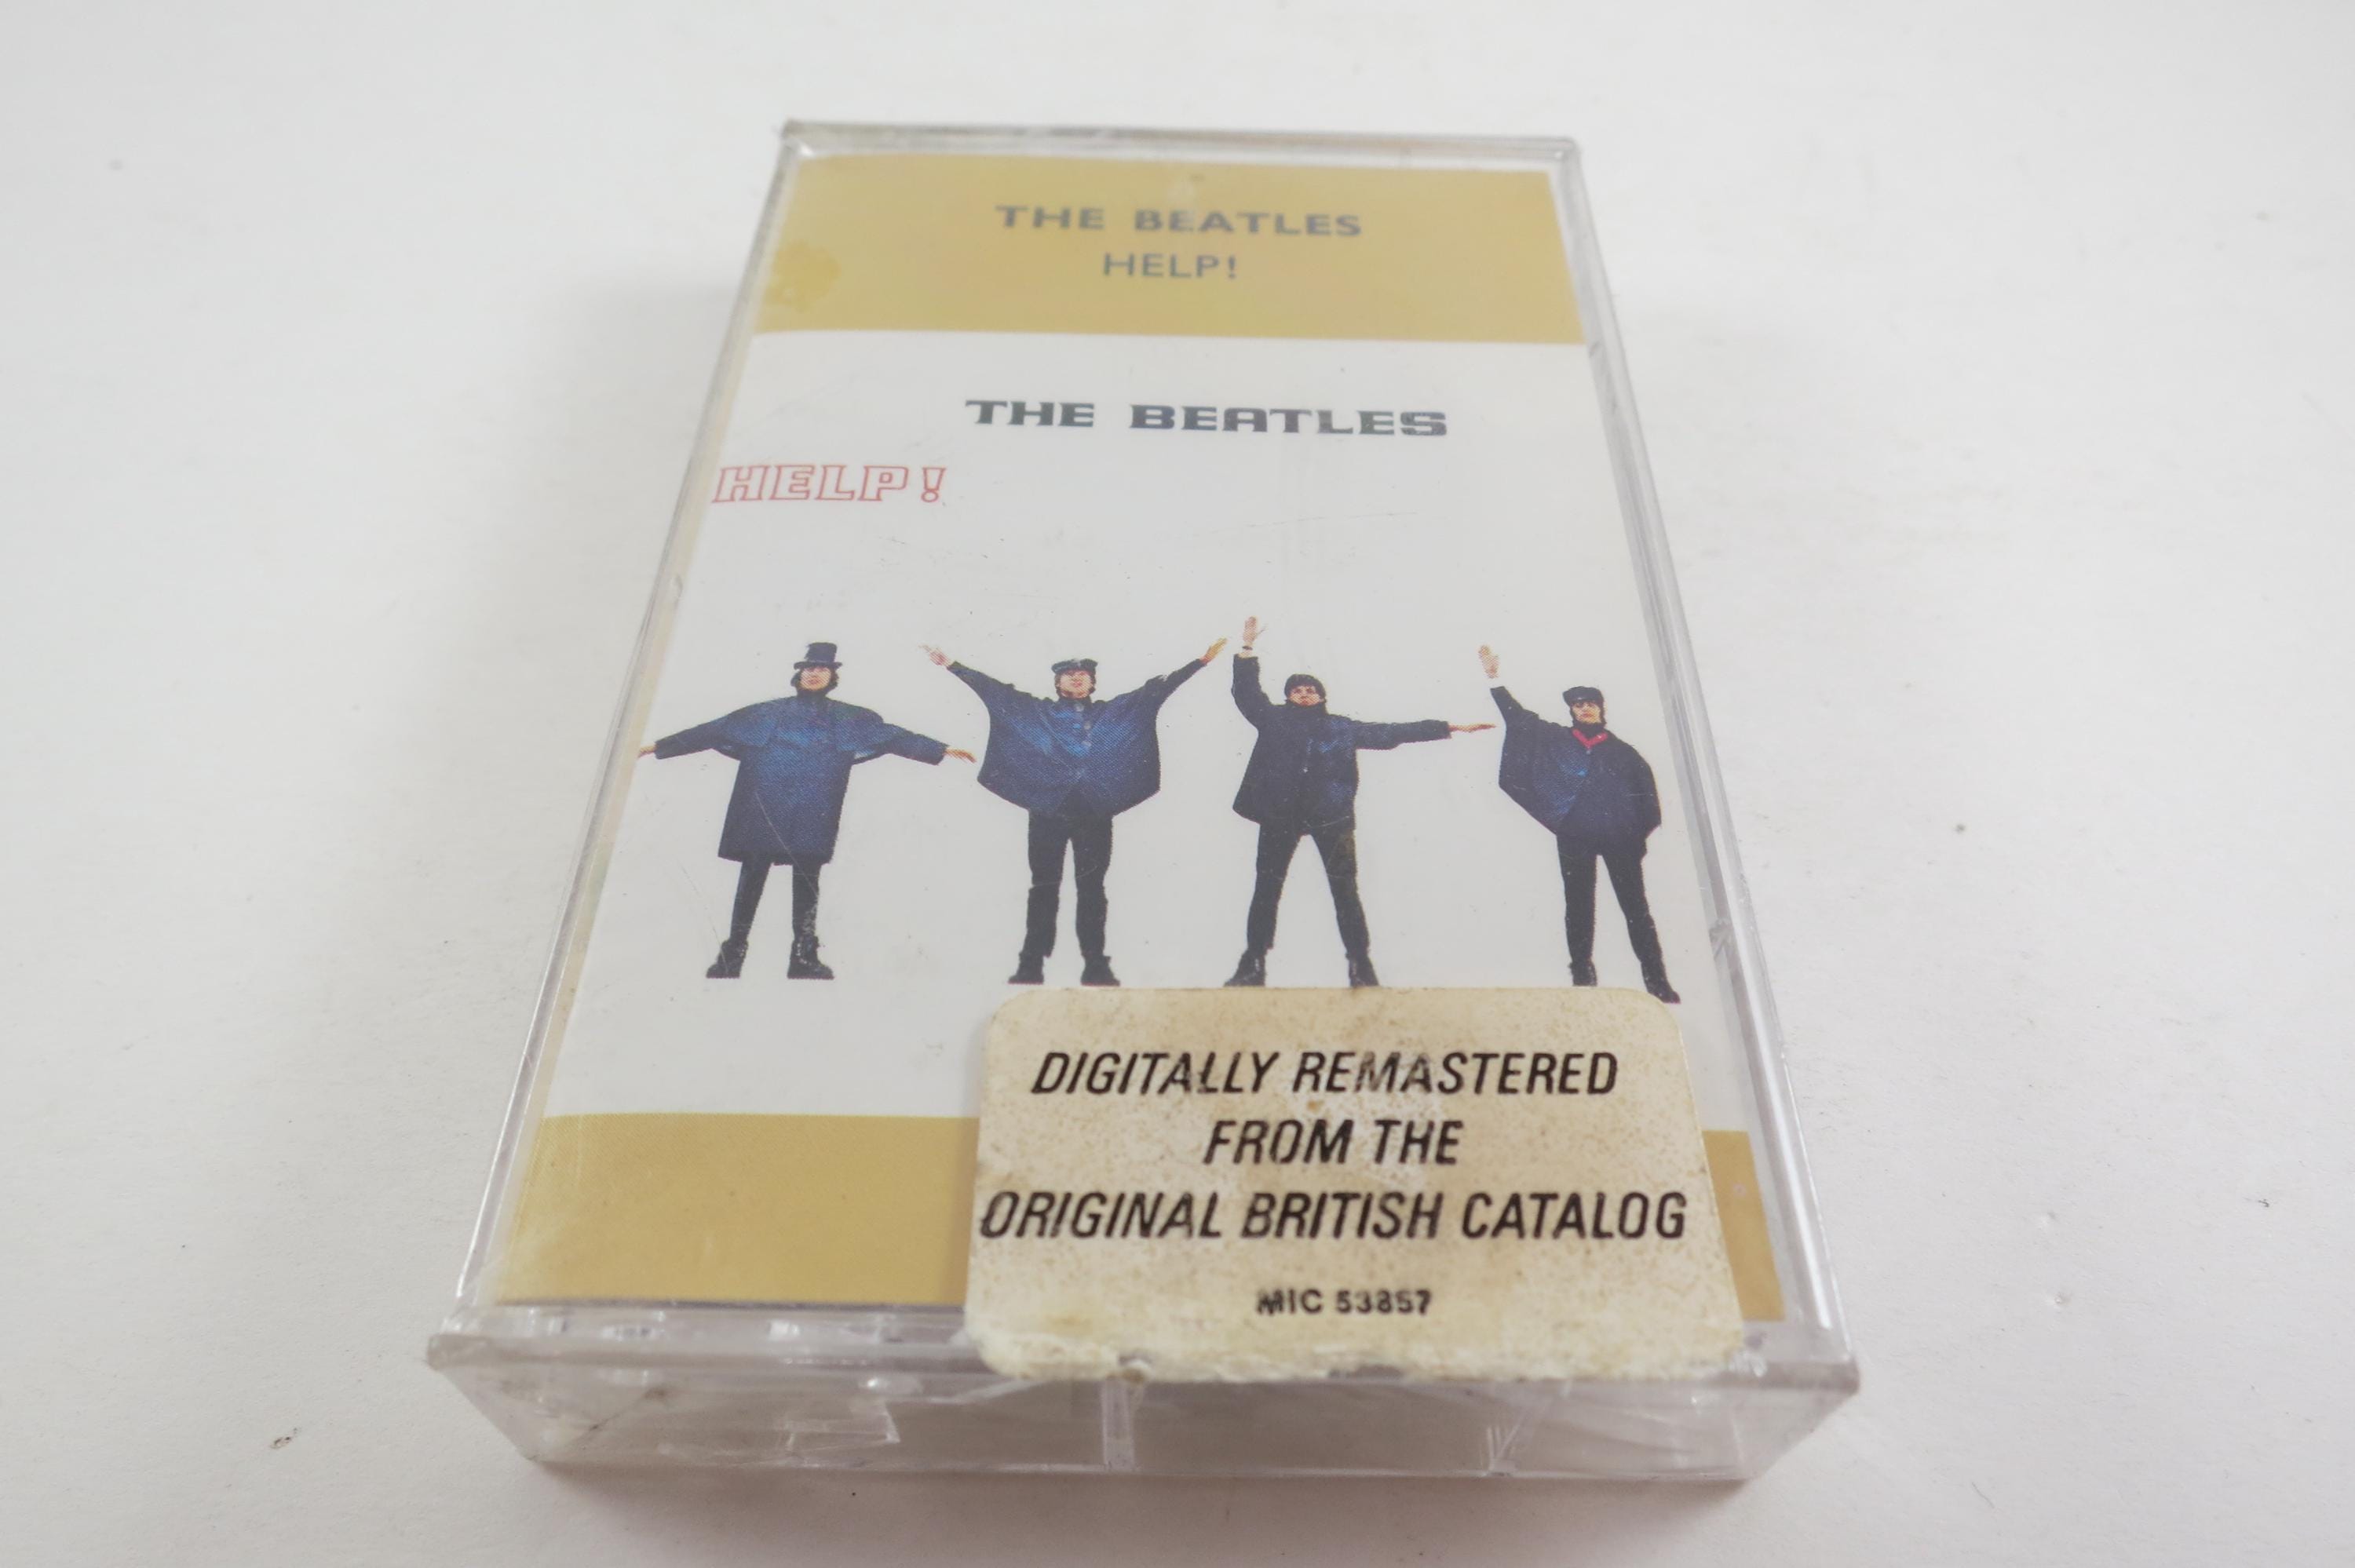 THE BEATLES
HELP!
THE BEATLES
HELP!
DIGITALLY REMASTERED
FROM THE
ORIGINAL BRITISH CATALOG
MIC 53857